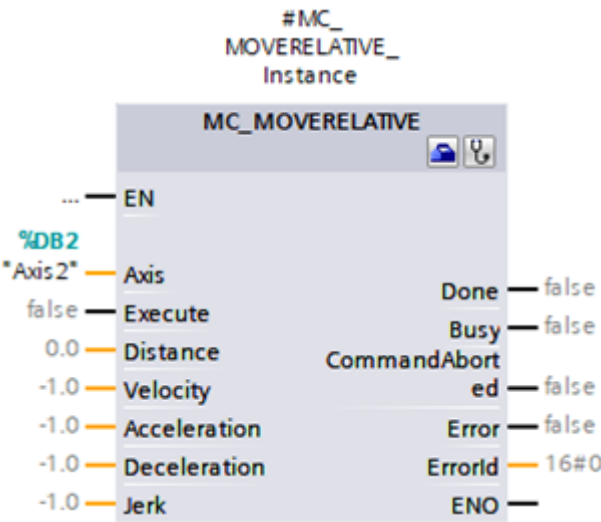 #MC_
MOVERELATIVE_
Instance
MC_MOVERELATIVE
... EN
%DB2
"Axis2" Axis
Done false
false Execute
Busy false
0.0 Distance
CommandAbort
-1.0 Velocity
ed false
-1.0 Acceleration
Error false
-1.0 Deceleration
ErrorId 16#0
-1.0 Jerk
ENO